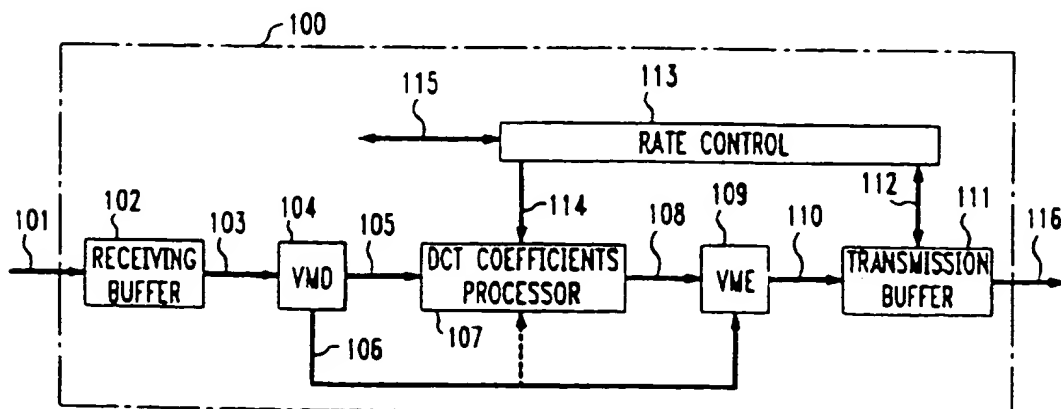 100
115
113
RATE CONTROL
101
102
103
104
105
114
108
109
110
112
111
116
RECEIVING
BUFFER
VMD
DCT COEFFICIENTS
PROCESSOR
VME
TRANSMISSION
BUFFER
106
107